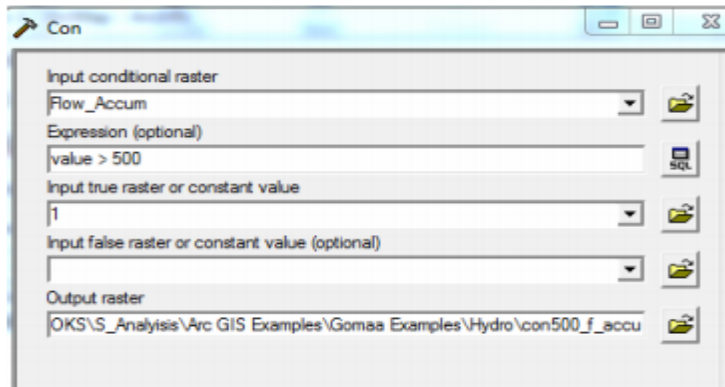 Con
Input conditional raster
Flow_Accum
Expression (optional)
value > 500
SQL
Input true raster or constant value
1
Input false raster or constant value (optional)
Output raster
OKS\S_Analyisis\Arc GIS Examples\Gomaa Examples\Hydro\con500_f_accu